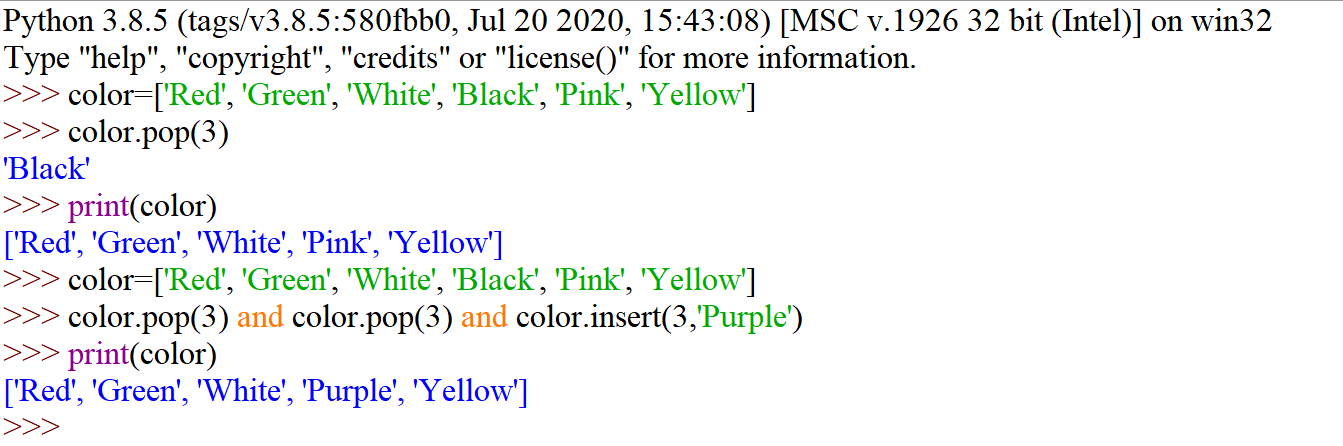 Python 3.8.5 (tags/v3.8.5:580fbb0, Jul 20 2020, 15:43:08) [MSC v.1926 32 bit (Intel)] on win32
Type "help", "copyright", "credits" or "license()" for more information.
>>> color=['Red', 'Green', 'White', 'Black', 'Pink', 'Yellow']
>>> color.pop(3)
'Black'
>>> print(color)
['Red', 'Green', 'White', 'Pink', 'Yellow']
>>> color=['Red', 'Green', 'White', 'Black', 'Pink', 'Yellow']
>>> color.pop(3) and color.pop(3) and color.insert(3,'Purple')
>>> print(color)
['Red', 'Green', 'White', 'Purple', 'Yellow']
>>>